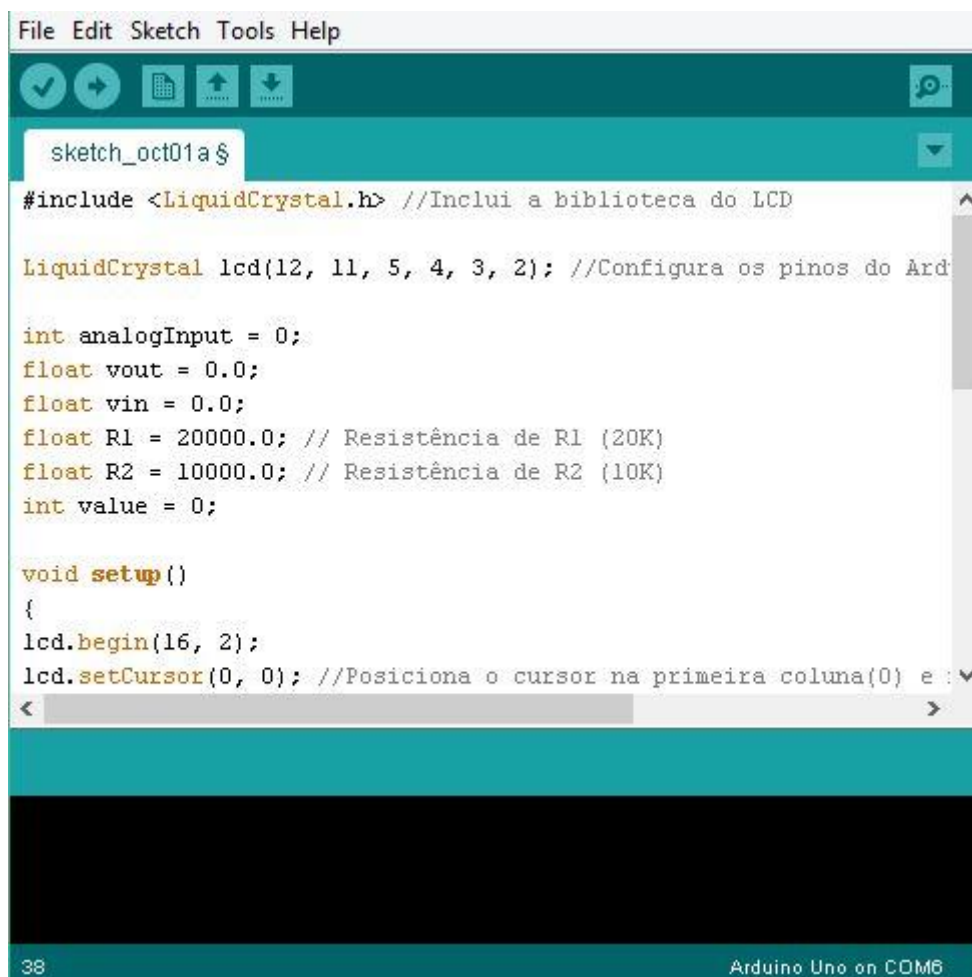 File Edit Sketch Tools Help
sketch_oct01a §
#include <LiquidCrystal.h> //Inclui a biblioteca do LCD
LiquidCrystal lcd(12, 11, 5, 4, 3, 2); //Configura os pinos do Ard
int analogInput = 0;
float vout = 0.0;
float vin = 0.0;
float R1 = 20000.0; // Resistência de R1 (20K)
float R2 = 10000.0; // Resistência de R2 (10K)
int value = 0;
void setup()
{
lcd.begin(16, 2);
lcd.setCursor(0, 0); //Posiciona o cursor na primeira coluna(0) e
38 Arduino Uno on COM6